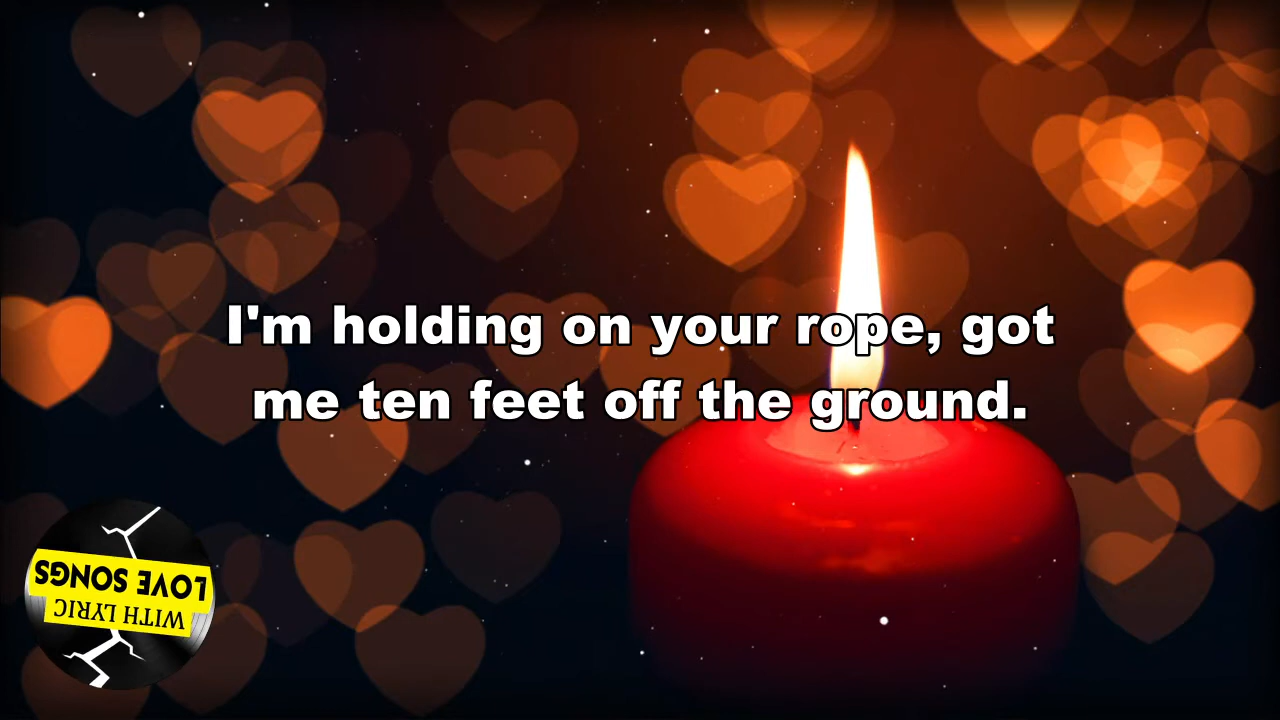 I'm holding on your rope, got
me ten feet off the ground.
LOVE SONGS
WITH LYRIC